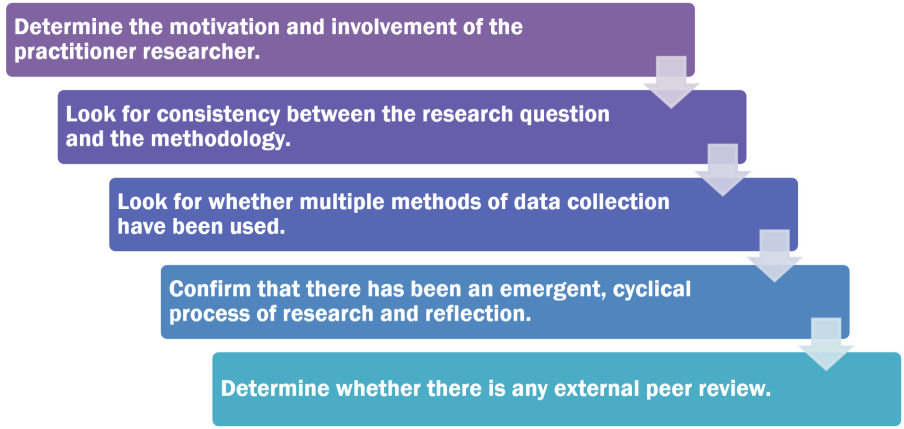 Determine the motivation and involvement of the
practitioner researcher.
Look for consistency between the research question
and the methodology.
Look for whether multiple methods of data collection
have been used.
Confirm that there has been an emergent, cyclical
process of research and reflection.
Determine whether there is any external peer review.